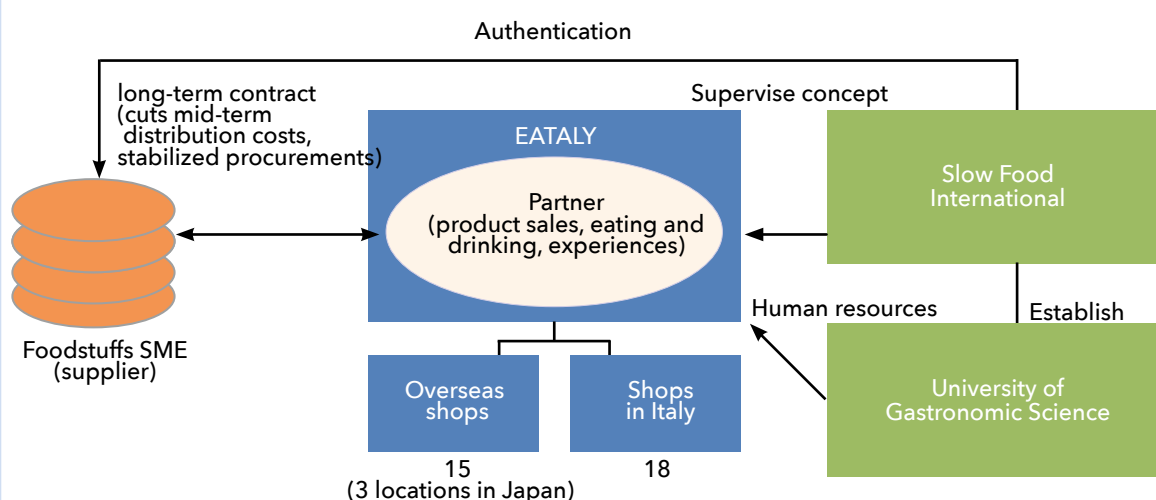 Authentication
long-term contract
(cuts mid-term
distribution costs,
stabilized procurements)
Supervise concept
EATALY
Partner
(product sales, eating and
drinking, experiences)
Slow Food
International
Foodstuffs SME
(supplier)
Human resources
Establish
Overseas
shops
Shops
in Italy
University of
Gastronomic Science
15
(3 locations in Japan)
18